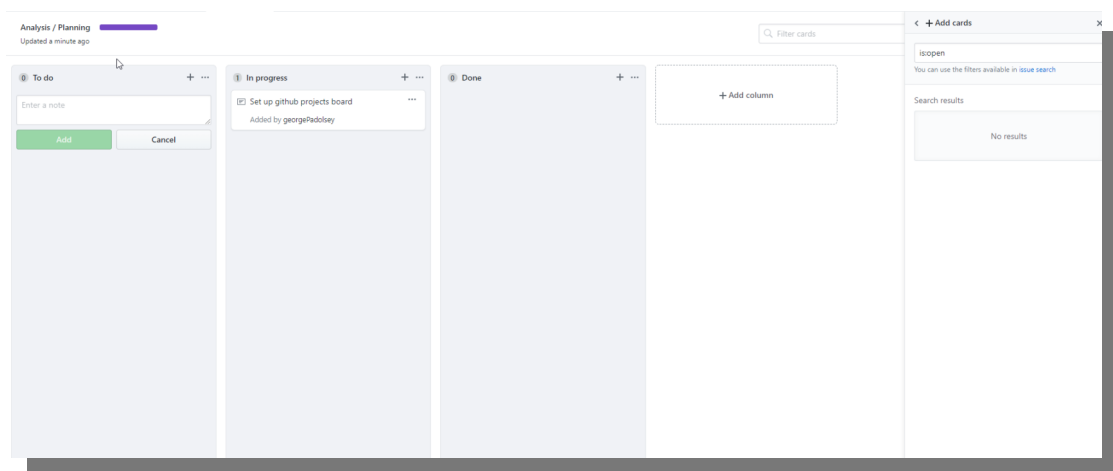 Analysis / Planning
Updated a minute ago
Filter cards
+ Add cards
is:open
You can use the filters available in issue search
Search results
No results
0 To do
Enter a note
Add Cancel
1 In progress
Set up github projects board
Added by georgePadolsey
0 Done
+ Add column